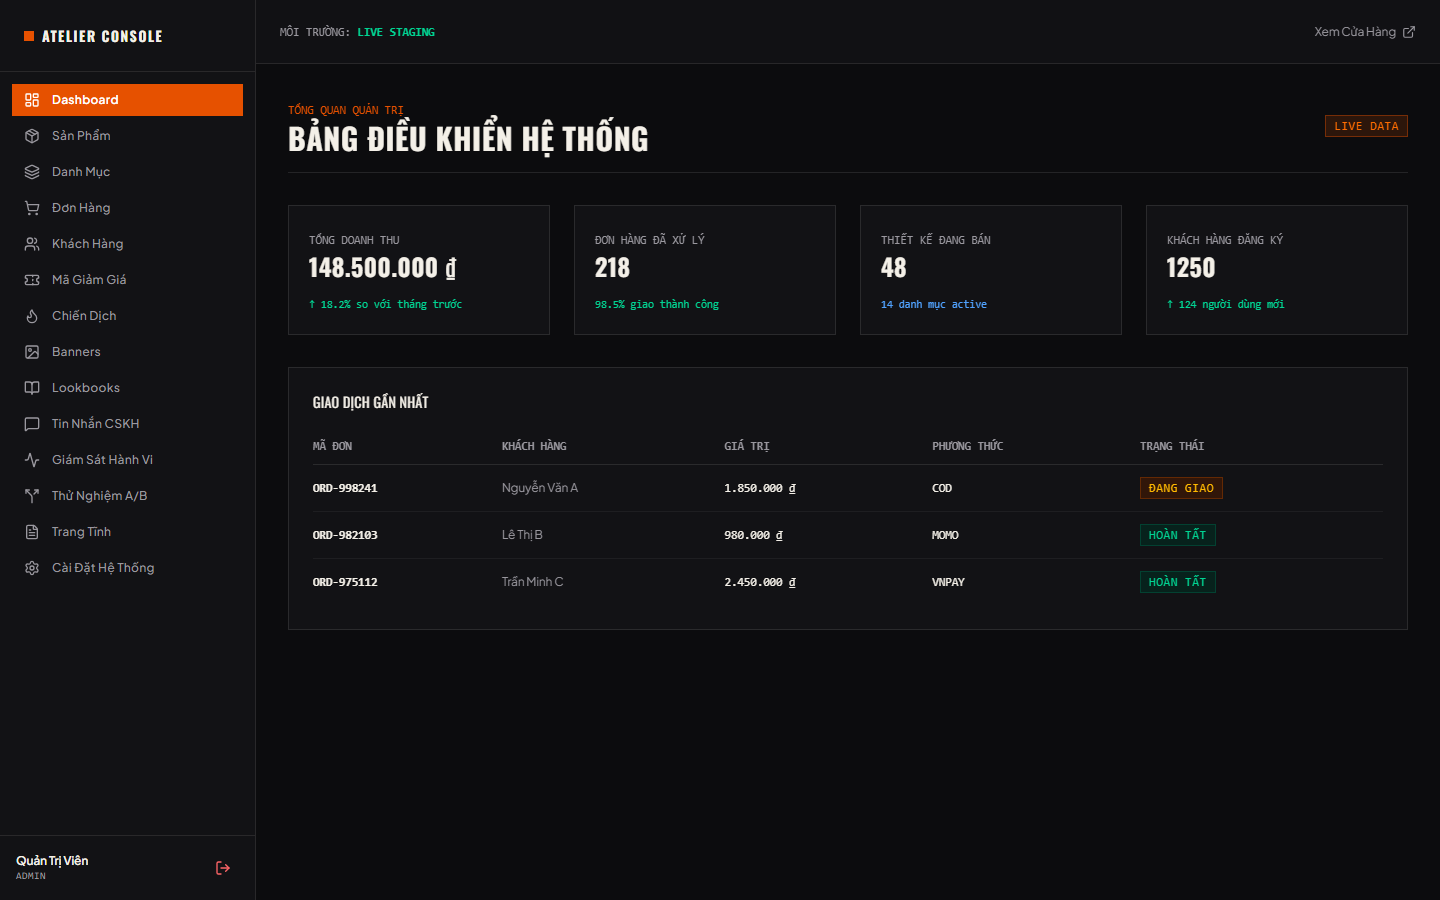 ATELIER CONSOLE
MÔI TRƯỜNG: LIVE STAGING
Xem Cửa Hàng
Dashboard
Sản Phẩm
Danh Mục
Đơn Hàng
Khách Hàng
Mã Giảm Giá
Chiến Dịch
Banners
Lookbooks
Tin Nhắn CSKH
Giám Sát Hành Vi
Thử Nghiệm A/B
Trang Tĩnh
Cài Đặt Hệ Thống
Quản Trị Viên
ADMIN
TỔNG QUAN QUẢN TRỊ
BẢNG ĐIỀU KHIỂN HỆ THỐNG
LIVE DATA
TỔNG DOANH THU
148.500.000 ₫
↑ 18.2% so với tháng trước
ĐƠN HÀNG ĐÃ XỬ LÝ
218
98.5% giao thành công
THIẾT KẾ ĐANG BÁN
48
14 danh mục active
KHÁCH HÀNG ĐĂNG KÝ
1250
↑ 124 người dùng mới
GIAO DỊCH GẦN NHẤT
MÃ ĐƠN KHÁCH HÀNG GIÁ TRỊ PHƯƠNG THỨC TRẠNG THÁI
ORD-998241 Nguyễn Văn A 1.850.000 ₫ COD ĐANG GIAO
ORD-982103 Lê Thị B 980.000 ₫ MOMO HOÀN TẤT
ORD-975112 Trần Minh C 2.450.000 ₫ VNPAY HOÀN TẤT